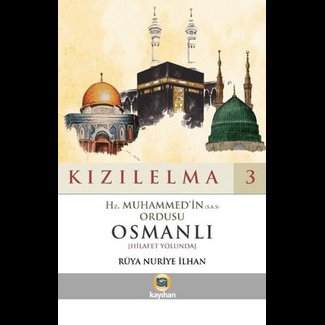 KIZILELMA 3
Hz. MUHAMMED'İN (S.A.S)
ORDUSU
OSMANLI
[HİLAFET YOLUNDA]
RÜYA NURİYE İLHAN
kayıhan